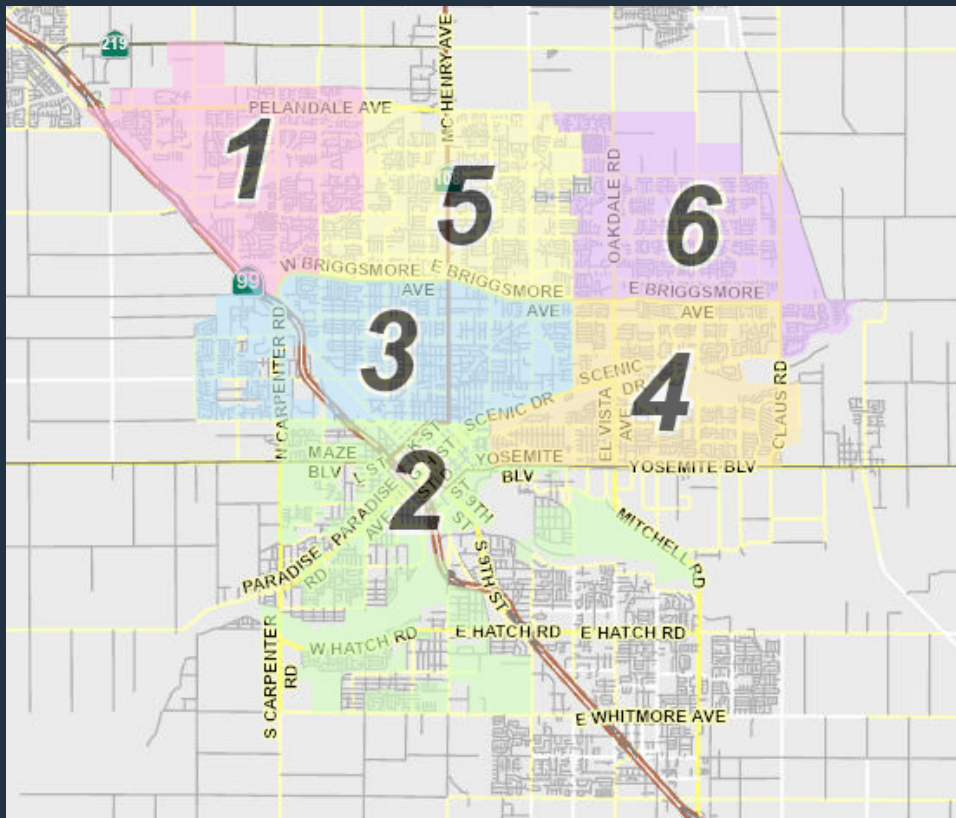 219
MC HENRY AVE
PELANDALE AVE
1
108
5
OAKDALE RD
6
W BRIGGSMORE
AVE
E BRIGGSMORE
AVE
E BRIGGSMORE
AVE
99
N CARPENTER RD
3
SCENIC DR
SCENIC
DR
4
EL VISTA
AVE
CLAUS RD
MAZE
BLV
L ST
K ST
G ST
2
YOSEMITE
BLV
YOSEMITE BLV
PARADISE
RD
PARADISE
AVE
S 9TH
ST
S 9TH ST
MITCHELL RD
S CARPENTER
RD
W HATCH RD
E HATCH RD
E HATCH RD
E WHITMORE AVE